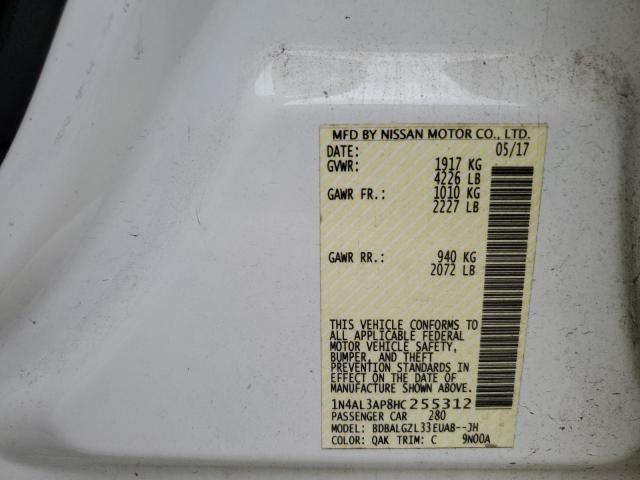 MFD BY NISSAN MOTOR CO., LTD.
DATE: 05/17
GVWR: 1917 KG
4226 LB
GAWR FR.: 1010 KG
2227 LB
GAWR RR.: 940 KG
2072 LB
THIS VEHICLE CONFORMS TO
ALL APPLICABLE FEDERAL
MOTOR VEHICLE SAFETY,
BUMPER, AND THEFT
PREVENTION STANDARDS IN
EFFECT ON THE DATE OF
MANUFACTURE SHOWN ABOVE.
1N4AL3AP8HC255312
PASSENGER CAR 280
MODEL: BDBALGZL33EUAB--JH
COLOR: QAK TRIM: C 9N00A